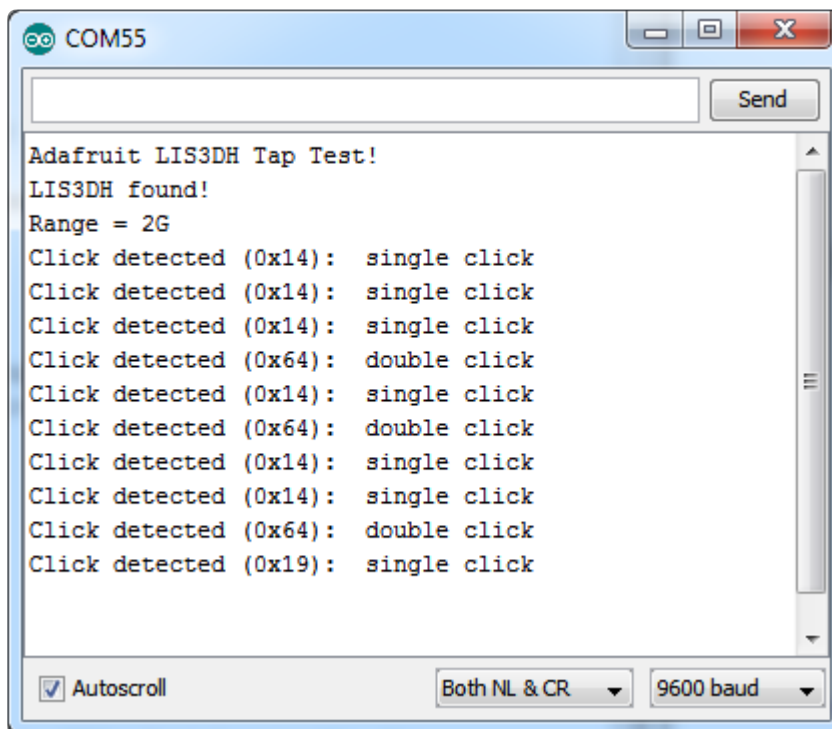 COM55
Send
Adafruit LIS3DH Tap Test!
LIS3DH found!
Range = 2G
Click detected (0x14):  single click
Click detected (0x14):  single click
Click detected (0x14):  single click
Click detected (0x64):  double click
Click detected (0x14):  single click
Click detected (0x64):  double click
Click detected (0x14):  single click
Click detected (0x14):  single click
Click detected (0x64):  double click
Click detected (0x19):  single click
Autoscroll Both NL & CR 9600 baud